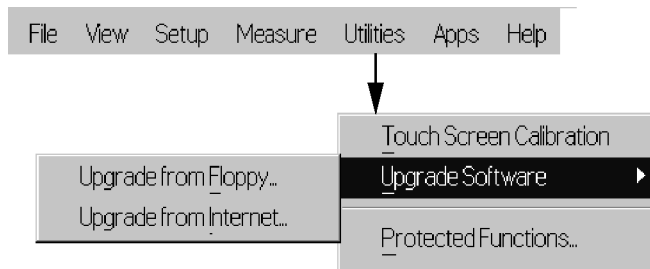 File View Setup Measure Utilities Apps Help
Touch Screen Calibration
Upgrade from Floppy... Upgrade Software
Upgrade from Internet...
Protected Functions...